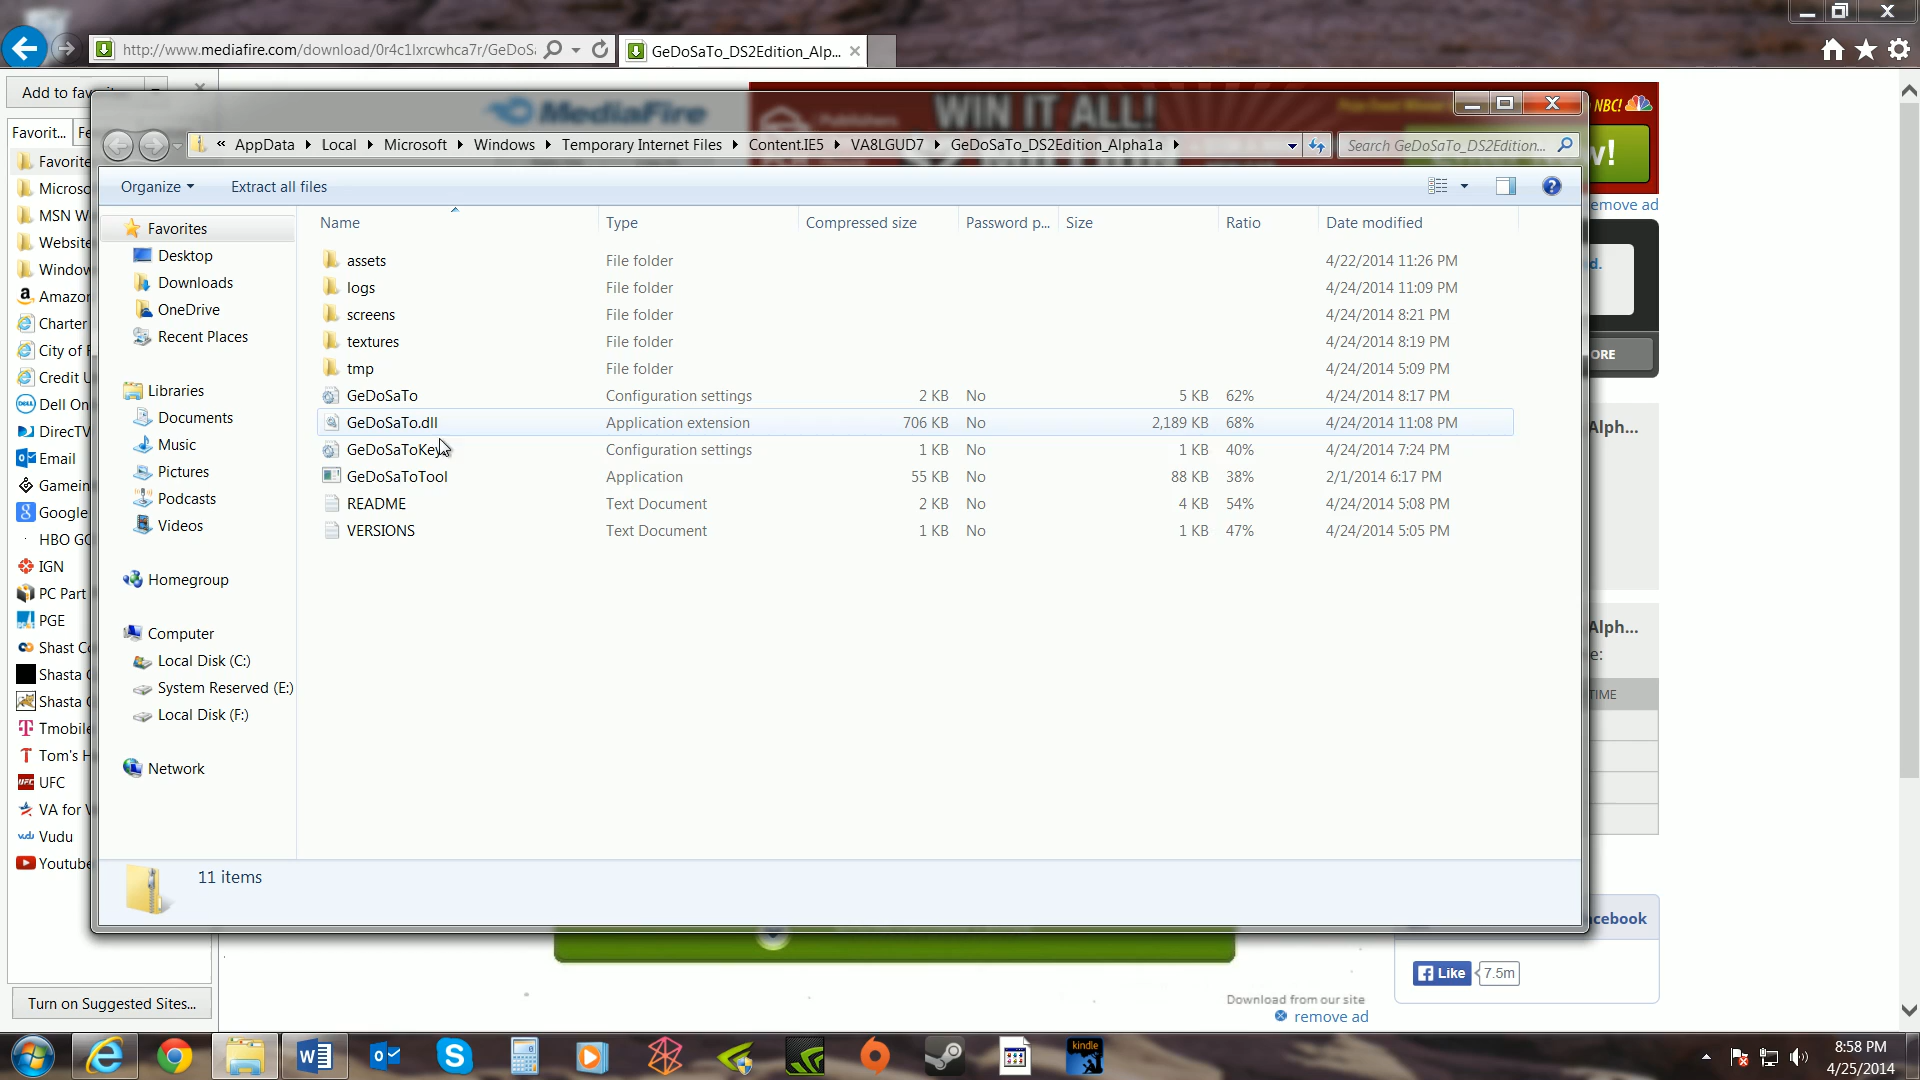 http://www.mediafire.com/download/0r4c1lxrcwhca7r/GeDoS
GeDoSaTo_DS2Edition_Alp...
Add to fav
MediaFire
WIN IT ALL!
NBC!
Favorit...
« AppData Local Microsoft Windows Temporary Internet Files Content.IE5 VA8LGUD7 GeDoSaTo_DS2Edition_Alpha1a
Search GeDoSaTo_DS2Edition...
Organize
Extract all files
emove ad
Name Type Compressed size Password p... Size Ratio Date modified
assets File folder 4/22/2014 11:26 PM
logs File folder 4/24/2014 11:09 PM
screens File folder 4/24/2014 8:21 PM
textures File folder 4/24/2014 8:19 PM
tmp File folder 4/24/2014 5:09 PM
GeDoSaTo Configuration settings 2 KB No 5 KB 62% 4/24/2014 8:17 PM
GeDoSaTo.dll Application extension 706 KB No 2,189 KB 68% 4/24/2014 11:08 PM
GeDoSaToKey Configuration settings 1 KB No 1 KB 40% 4/24/2014 7:24 PM
GeDoSaToTool Application 55 KB No 88 KB 38% 2/1/2014 6:17 PM
README Text Document 2 KB No 4 KB 54% 4/24/2014 5:08 PM
VERSIONS Text Document 1 KB No 1 KB 47% 4/24/2014 5:05 PM
Favorites
Desktop
Downloads
OneDrive
Recent Places
Libraries
Documents
Music
Pictures
Podcasts
Videos
Homegroup
Computer
Local Disk (C:)
System Reserved (E:)
Local Disk (F:)
Network
11 items
Favorite
Microso
MSN W
Website
Window
Amazon
Charter
City of
Credit U
Dell On
DirecTV
Email
Gamein
Google
HBO GO
IGN
PC Part
PGE
Shast Co
Shasta
Shasta
Tmobile
Tom's H
UFC
VA for V
Vudu
Youtube
Turn on Suggested Sites...
d.
ORE
Alph...
Alph...
e:
TIME
cebook
Like
7.5m
Download from our site
remove ad
kindle
8:58 PM
4/25/2014